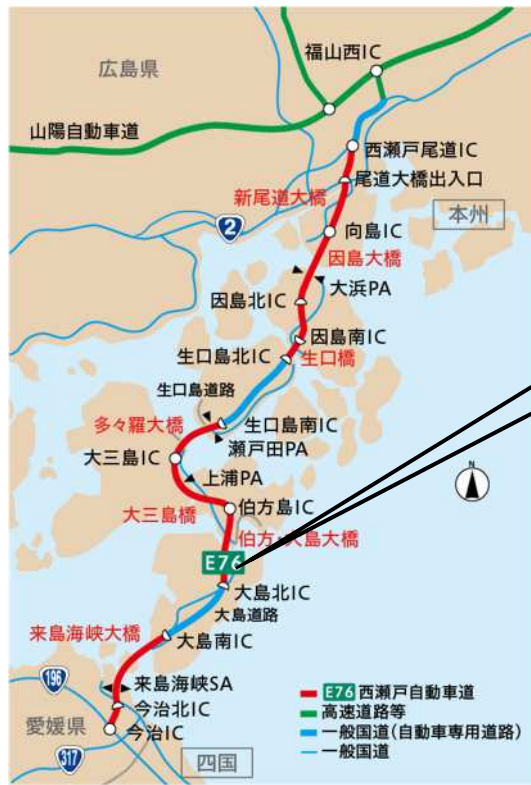 福山西IC
広島県
山陽自動車道
西瀬戸尾道IC
尾道大橋出入口
新尾道大橋
2
本州
向島IC
因島大橋
大浜PA
因島北IC
因島南IC
生口島北IC
生口橋
生口島道路
多々羅大橋
生口島南IC
瀬戸田PA
大三島IC
上浦PA
N
大三島橋
伯方島IC
伯方・大島大橋
E76
大島北IC
大島道路
来島海峡大橋
大島南IC
196
来島海峡SA
今治北IC
愛媛県
今治IC
317
四国
E76 西瀬戸自動車道
高速道路等
一般国道(自動車専用道路)
一般国道